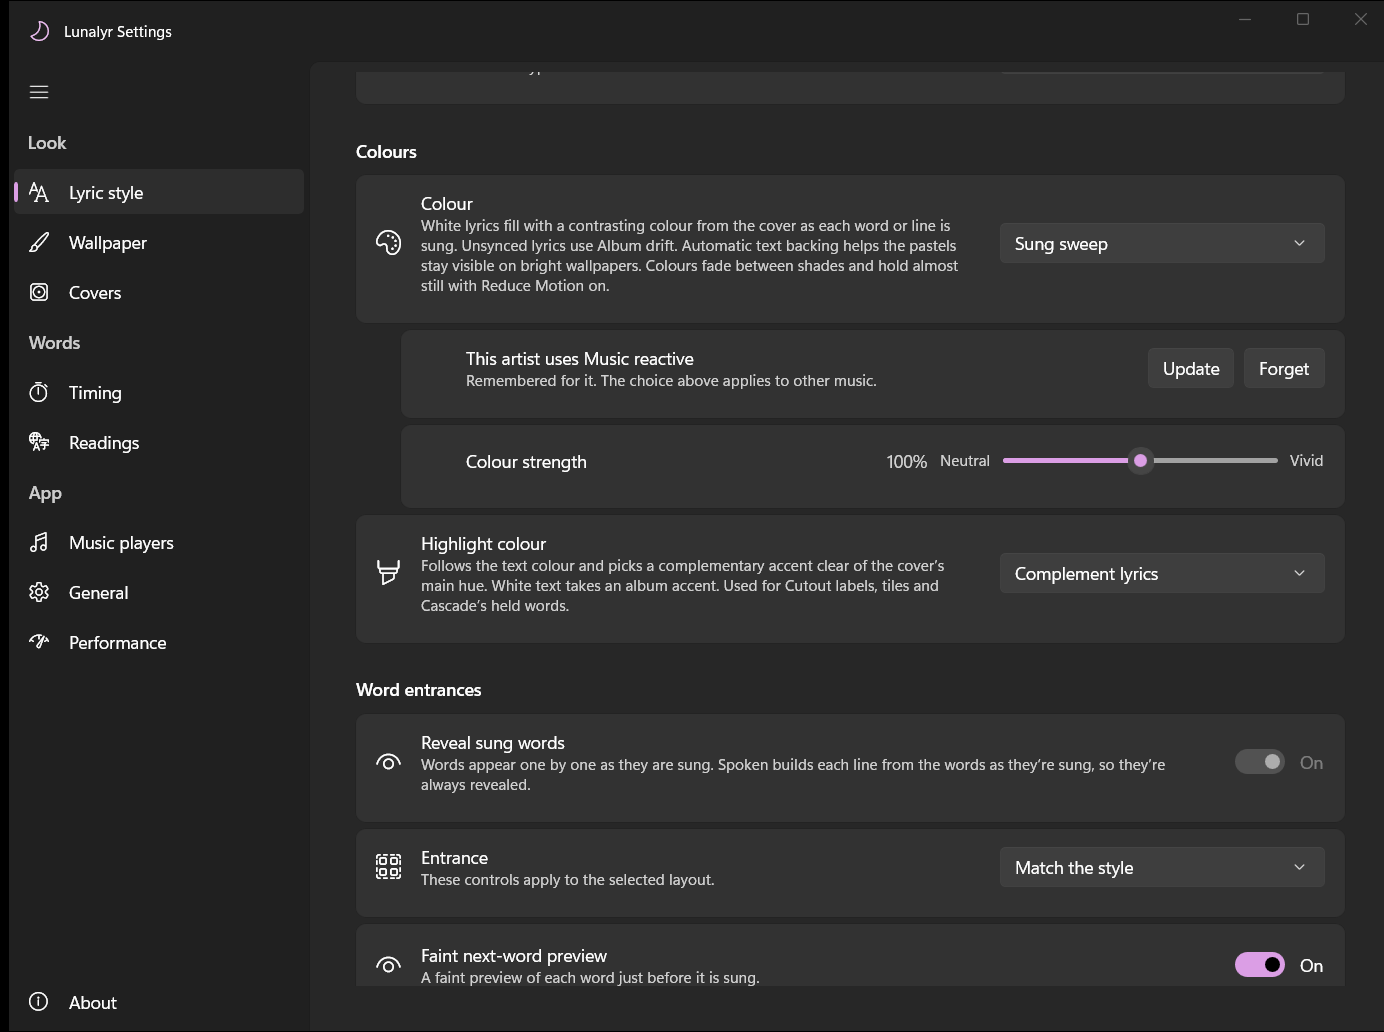 Lunalyr Settings
Look
Lyric style
Wallpaper
Covers
Words
Timing
Readings
App
Music players
General
Performance
About
Colours
Colour
White lyrics fill with a contrasting colour from the cover as each word or line is
sung. Unsynced lyrics use Album drift. Automatic text backing helps the pastels
stay visible on bright wallpapers. Colours fade between shades and hold almost
still with Reduce Motion on.
Sung sweep
This artist uses Music reactive
Remembered for it. The choice above applies to other music.
Update
Forget
Colour strength
100%
Neutral
Vivid
Highlight colour
Follows the text colour and picks a complementary accent clear of the cover’s
main hue. White text takes an album accent. Used for Cutout labels, tiles and
Cascade’s held words.
Complement lyrics
Word entrances
Reveal sung words
Words appear one by one as they are sung. Spoken builds each line from the words as they’re sung, so they’re
always revealed.
On
Entrance
These controls apply to the selected layout.
Match the style
Faint next-word preview
A faint preview of each word just before it is sung.
On